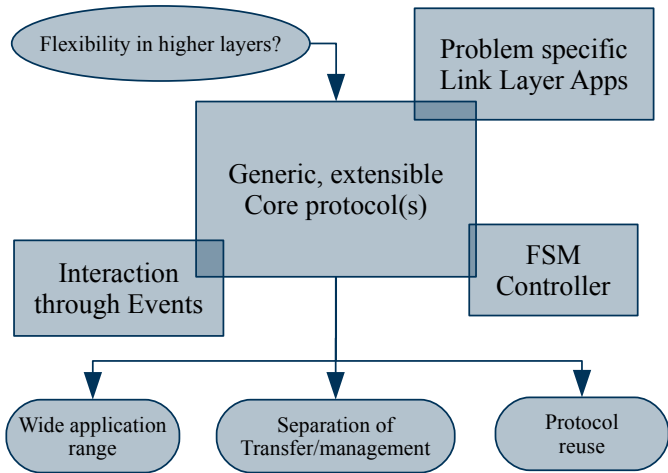 Flexibility in higher layers?
Problem specific
Link Layer Apps
Generic, extensible
Core protocol(s)
Interaction
through Events
FSM
Controller
Wide application
range
Separation of
Transfer/management
Protocol
reuse